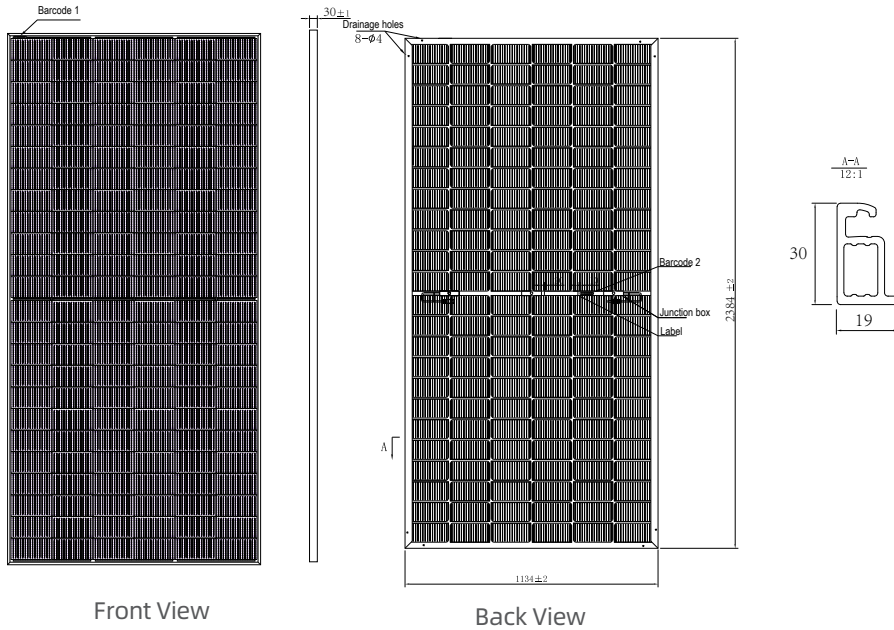 Barcode 1
30±1
Drainage holes
8-ϕ4
A-A
12:1
30
19
Barcode 2
Junction box
Label
2384 ±2
A
1134±2
Front View
Back View